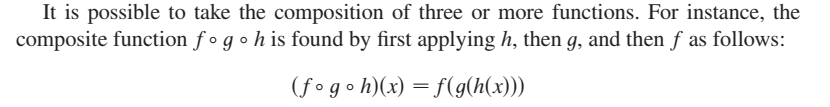 It is possible to take the composition of three or more functions. For instance, the
composite function f ∘ g ∘ h is found by first applying h, then g, and then f as follows:
(f ∘ g ∘ h)(x) = f(g(h(x)))